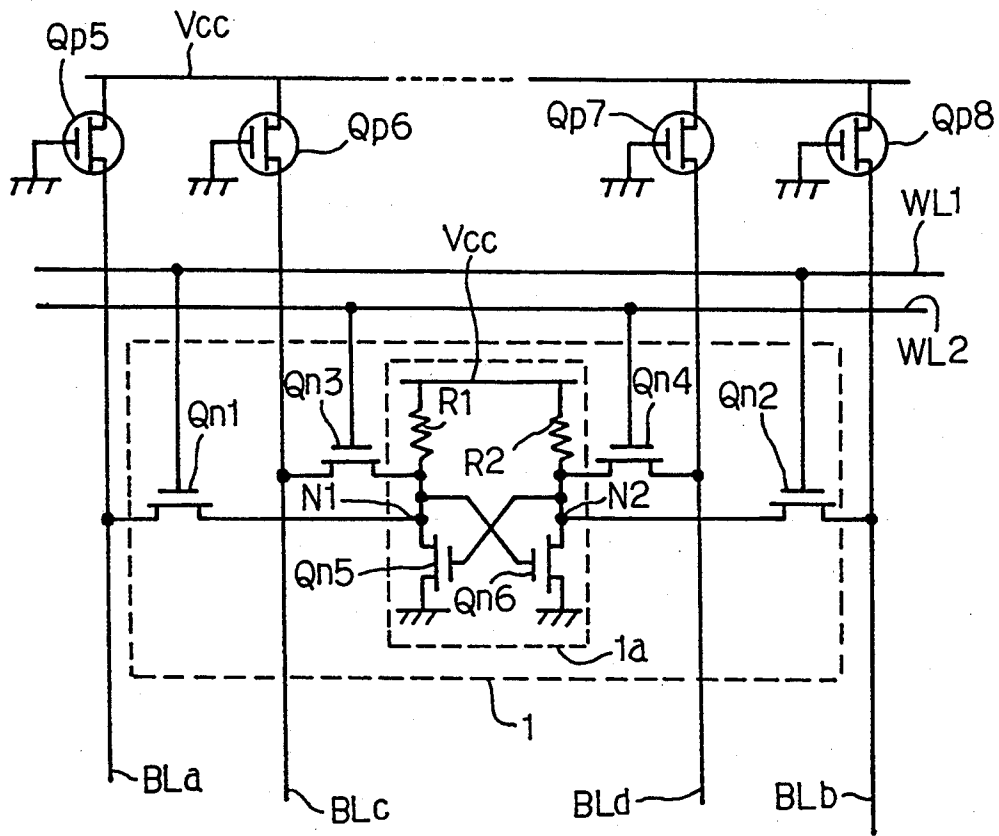 Qp5
Vcc
Qp6
Qp7
Qp8
WL1
Vcc
WL2
Qn3
Qn4
Qn1
R1
Qn2
R2
N1
N2
Qn5
Qn6
1a
1
BLa
BLc
BLd
BLb